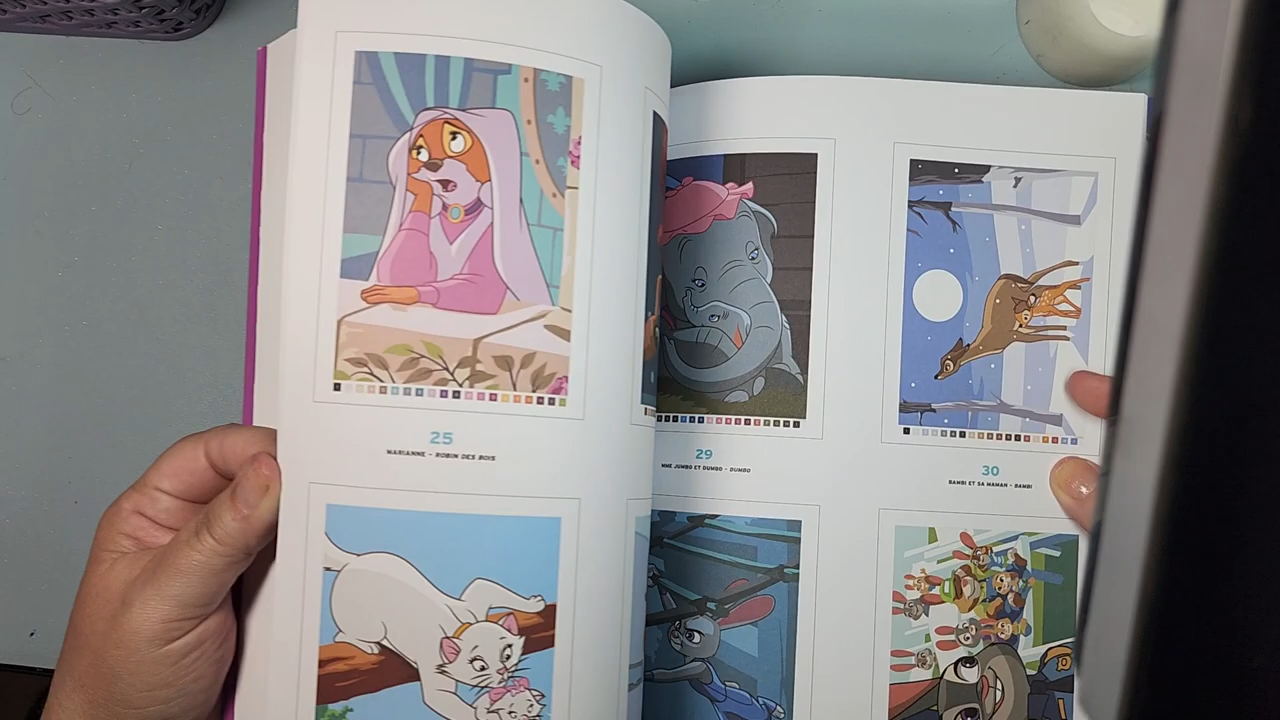 25
MARIANNE - ROBIN DES BOIS
29
MME JUMBO ET DUMBO - DUMBO
30
BAMBI ET SA MAMAN - BAMBI